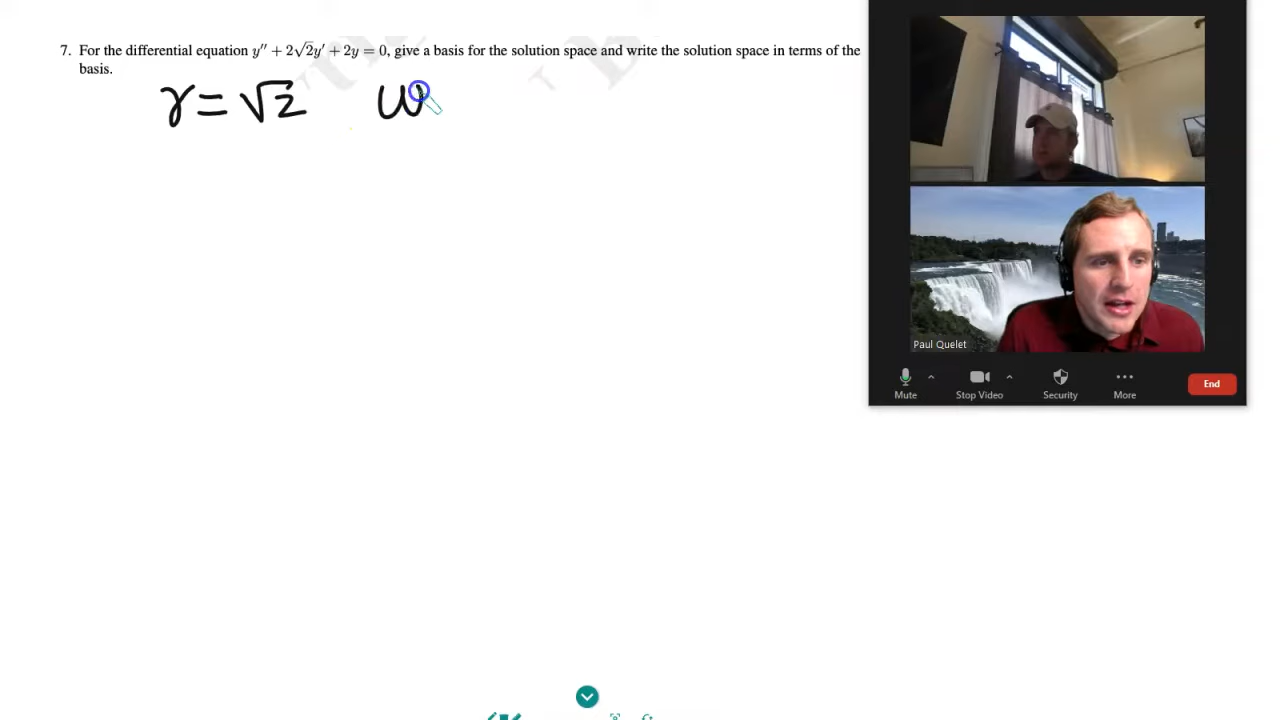 7. For the differential equation y′′ + 2√2y′ + 2y = 0, give a basis for the solution space and write the solution space in terms of the
basis.
γ = √2 ω
Paul Quelet
Mute Stop Video Security More End